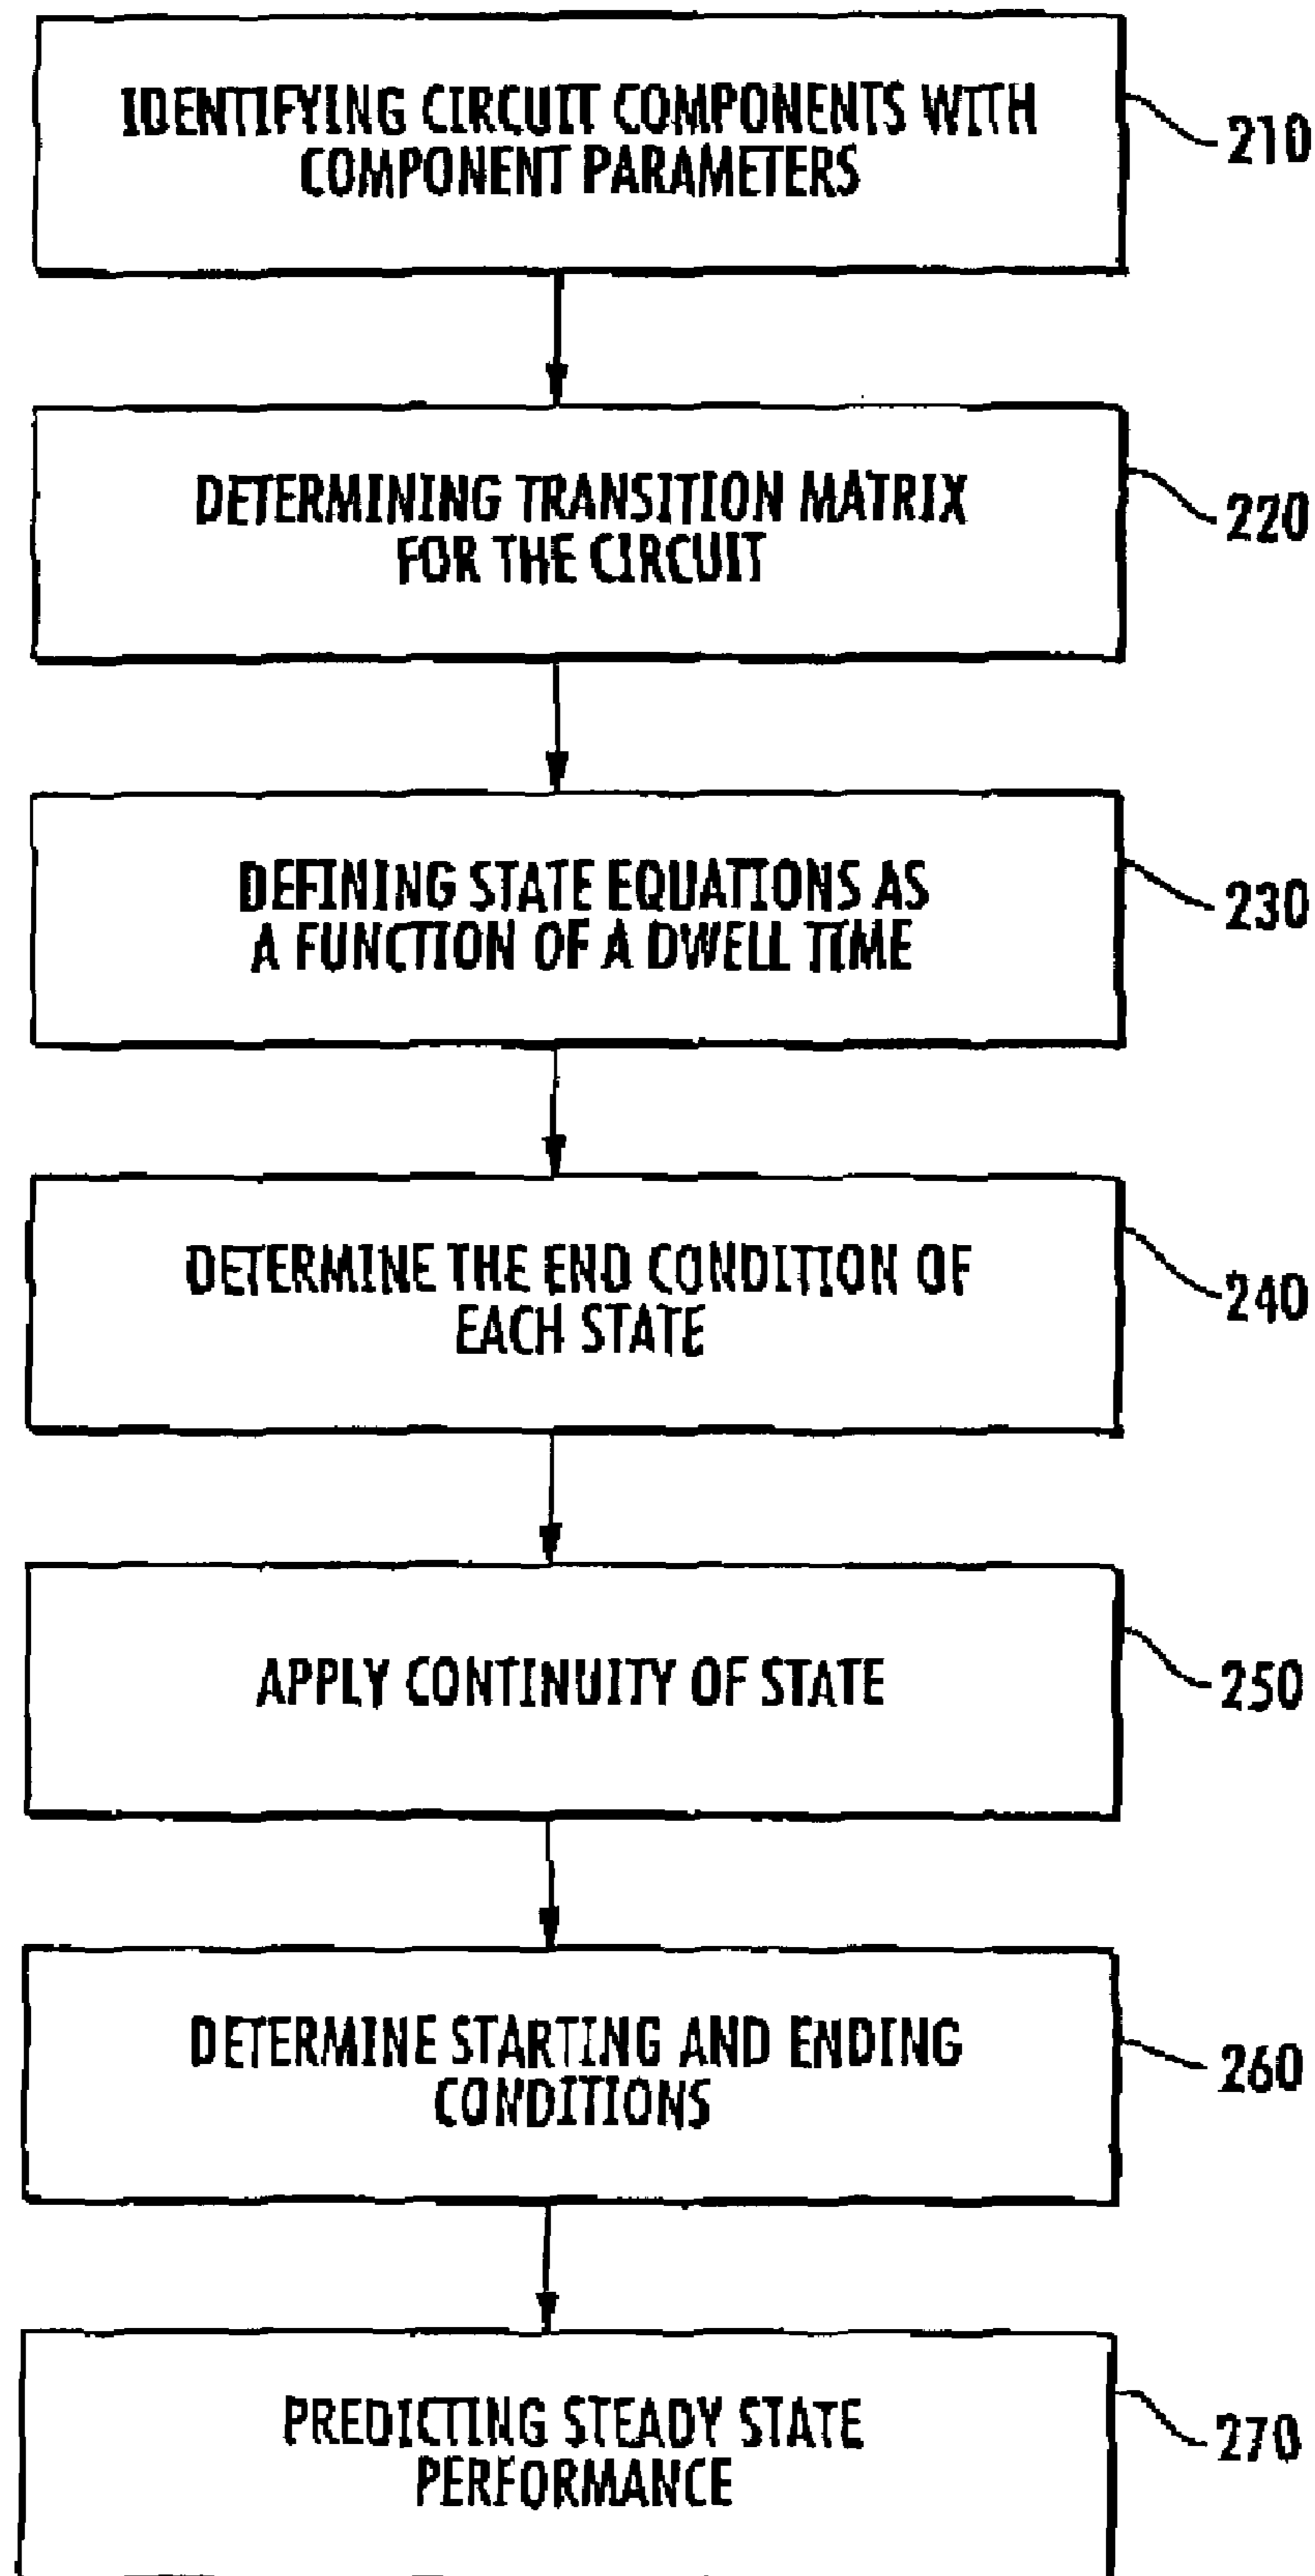 IDENTIFYING CIRCUIT COMPONENTS WITH
COMPONENT PARAMETERS
210
DETERMINING TRANSITION MATRIX
FOR THE CIRCUIT
220
DEFINING STATE EQUATIONS AS
A FUNCTION OF A DWELL TIME
230
DETERMINE THE END CONDITION OF
EACH STATE
240
APPLY CONTINUITY OF STATE
250
DETERMINE STARTING AND ENDING
CONDITIONS
260
PREDICTING STEADY STATE
PERFORMANCE
270